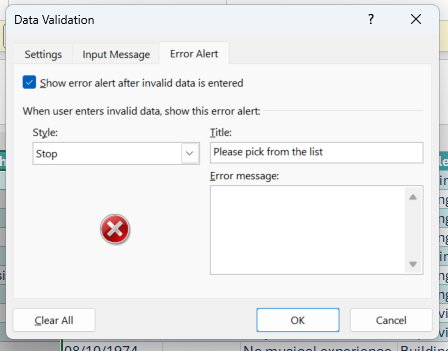 Data Validation
?
Settings Input Message Error Alert
Show error alert after invalid data is entered
When user enters invalid data, show this error alert:
Style: Title:
Stop Please pick from the list
Error message:
Clear All OK Cancel
08/10/1974 No musical experience Building